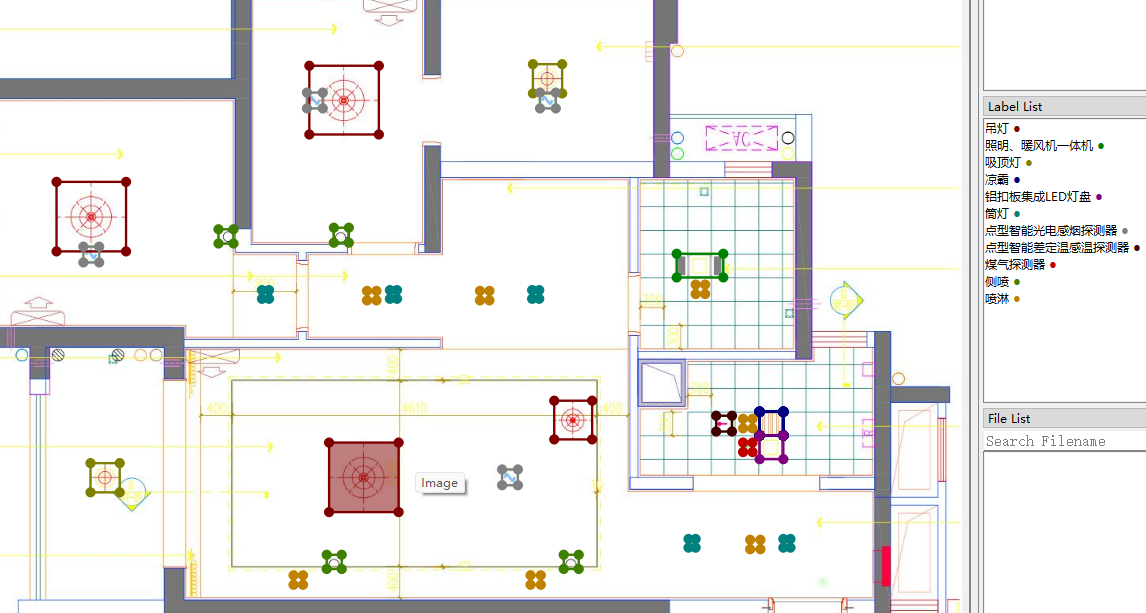 Label List
吊灯
照明、暖风机一体机
吸顶灯
凉霸
铝扣板集成LED灯盘
筒灯
点型智能光电感烟探测器
点型智能差定温感温探测器
煤气探测器
侧喷
喷淋
File List
Search Filename
AC
400
400
4610
400
Image
400